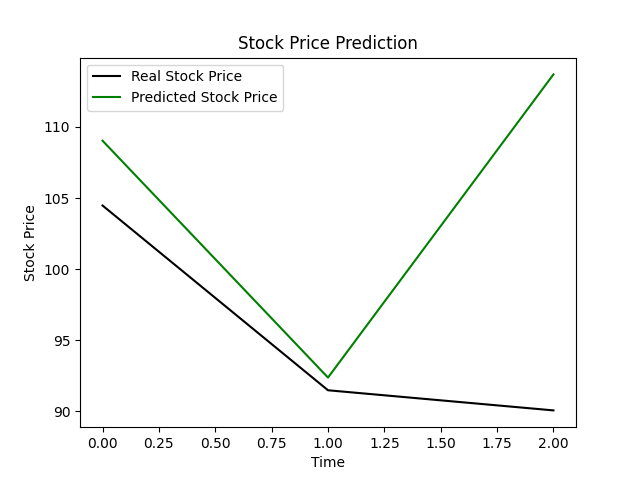 Stock Price Prediction
Real Stock Price
Predicted Stock Price
Stock Price
110
105
100
95
90
0.00 0.25 0.50 0.75 1.00 1.25 1.50 1.75 2.00
Time